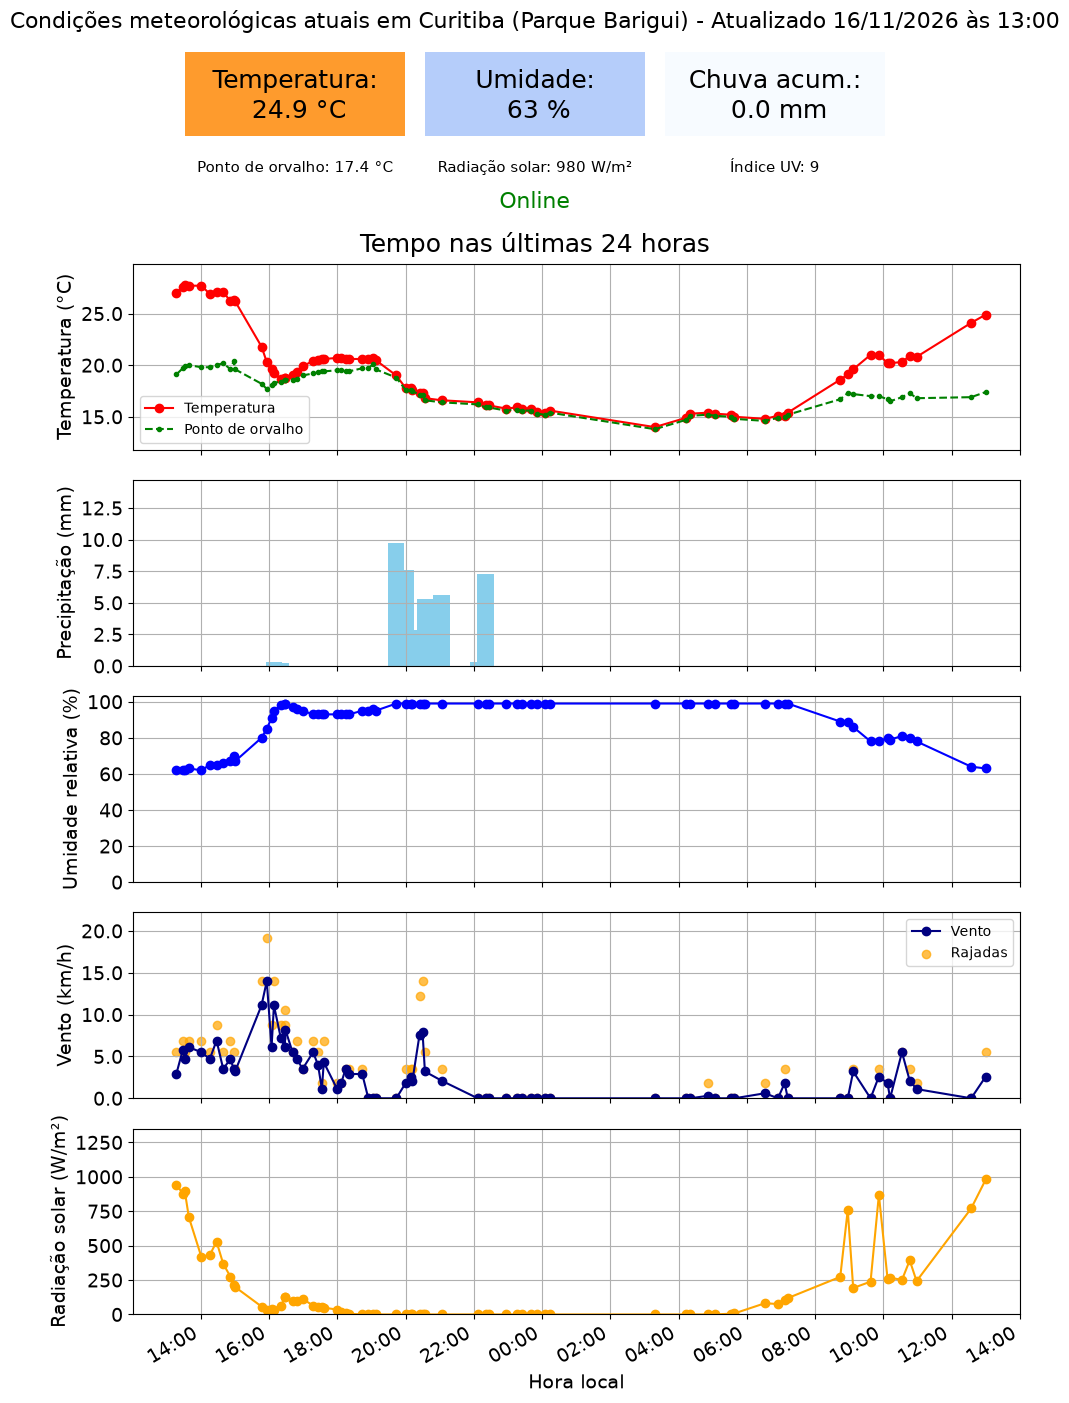 Condições meteorológicas atuais em Curitiba (Parque Barigui) - Atualizado 16/11/2026 às 13:00
Temperatura:
24.9 °C
Umidade:
63 %
Chuva acum.:
0.0 mm
Ponto de orvalho: 17.4 °C
Radiação solar: 980 W/m²
Índice UV: 9
Online
Tempo nas últimas 24 horas
Temperatura (°C)
25.0
20.0
15.0
Temperatura
Ponto de orvalho
Precipitação (mm)
12.5
10.0
7.5
5.0
2.5
0.0
Umidade relativa (%)
100
80
60
40
20
0
Vento (km/h)
20.0
15.0
10.0
5.0
0.0
Vento
Rajadas
Radiação solar (W/m²)
1250
1000
750
500
250
0
14:00
16:00
18:00
20:00
22:00
00:00
02:00
04:00
06:00
08:00
10:00
12:00
14:00
Hora local